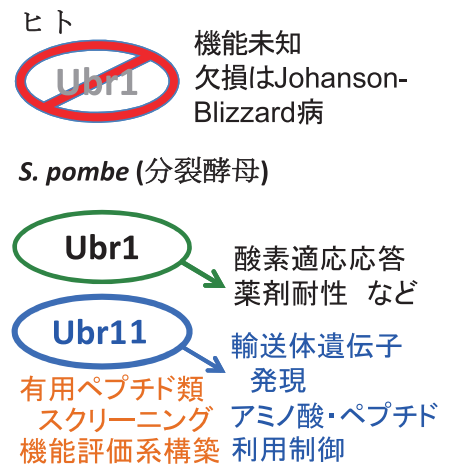 ヒト
Ubr1
機能未知
欠損はJohanson-
Blizzard病
S. pombe (分裂酵母)
Ubr1
酸素適応応答
薬剤耐性 など
Ubr11
輸送体遺伝子
発現
アミノ酸・ペプチド
利用制御
有用ペプチド類
スクリーニング
機能評価系構築